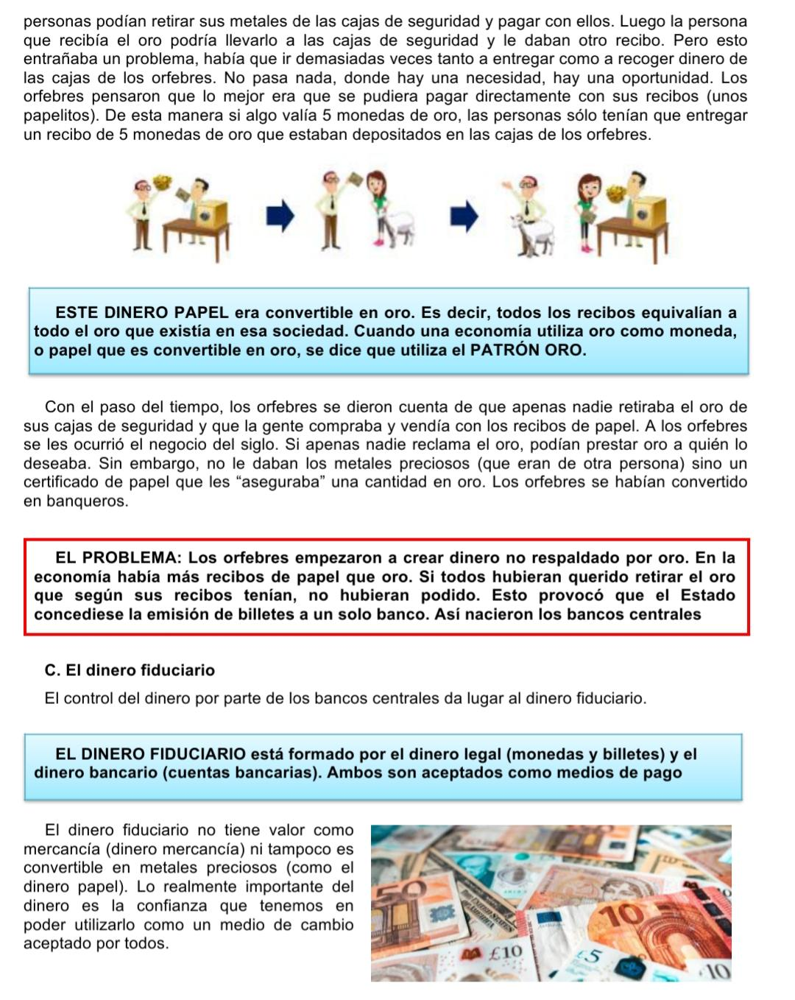 personas podían retirar sus metales de las cajas de seguridad y pagar con ellos. Luego la persona
que recibía el oro podría llevarlo a las cajas de seguridad y le daban otro recibo. Pero esto
entrañaba un problema, había que ir demasiadas veces tanto a entregar como a recoger dinero de
las cajas de los orfebres. No pasa nada, donde hay una necesidad, hay una oportunidad. Los
orfebres pensaron que lo mejor era que se pudiera pagar directamente con sus recibos (unos
papelitos). De esta manera si algo valía 5 monedas de oro, las personas sólo tenían que entregar
un recibo de 5 monedas de oro que estaban depositados en las cajas de los orfebres.
ESTE DINERO PAPEL era convertible en oro. Es decir, todos los recibos equivalían a
todo el oro que existía en esa sociedad. Cuando una economía utiliza oro como moneda,
o papel que es convertible en oro, se dice que utiliza el PATRÓN ORO.
Con el paso del tiempo, los orfebres se dieron cuenta de que apenas nadie retiraba el oro de
sus cajas de seguridad y que la gente compraba y vendía con los recibos de papel. A los orfebres
se les ocurrió el negocio del siglo. Si apenas nadie reclama el oro, podían prestar oro a quién lo
deseaba. Sin embargo, no le daban los metales preciosos (que eran de otra persona) sino un
certificado de papel que les “aseguraba” una cantidad en oro. Los orfebres se habían convertido
en banqueros.
EL PROBLEMA: Los orfebres empezaron a crear dinero no respaldado por oro. En la
economía había más recibos de papel que oro. Si todos hubieran querido retirar el oro
que según sus recibos tenían, no hubieran podido. Esto provocó que el Estado
concediese la emisión de billetes a un solo banco. Así nacieron los bancos centrales
C. El dinero fiduciario
El control del dinero por parte de los bancos centrales da lugar al dinero fiduciario.
EL DINERO FIDUCIARIO está formado por el dinero legal (monedas y billetes) y el
dinero bancario (cuentas bancarias). Ambos son aceptados como medios de pago
El dinero fiduciario no tiene valor como
mercancía (dinero mercancía) ni tampoco es
convertible en metales preciosos (como el
dinero papel). Lo realmente importante del
dinero es la confianza que tenemos en
poder utilizarlo como un medio de cambio
aceptado por todos.
50
10
£10
£5
10